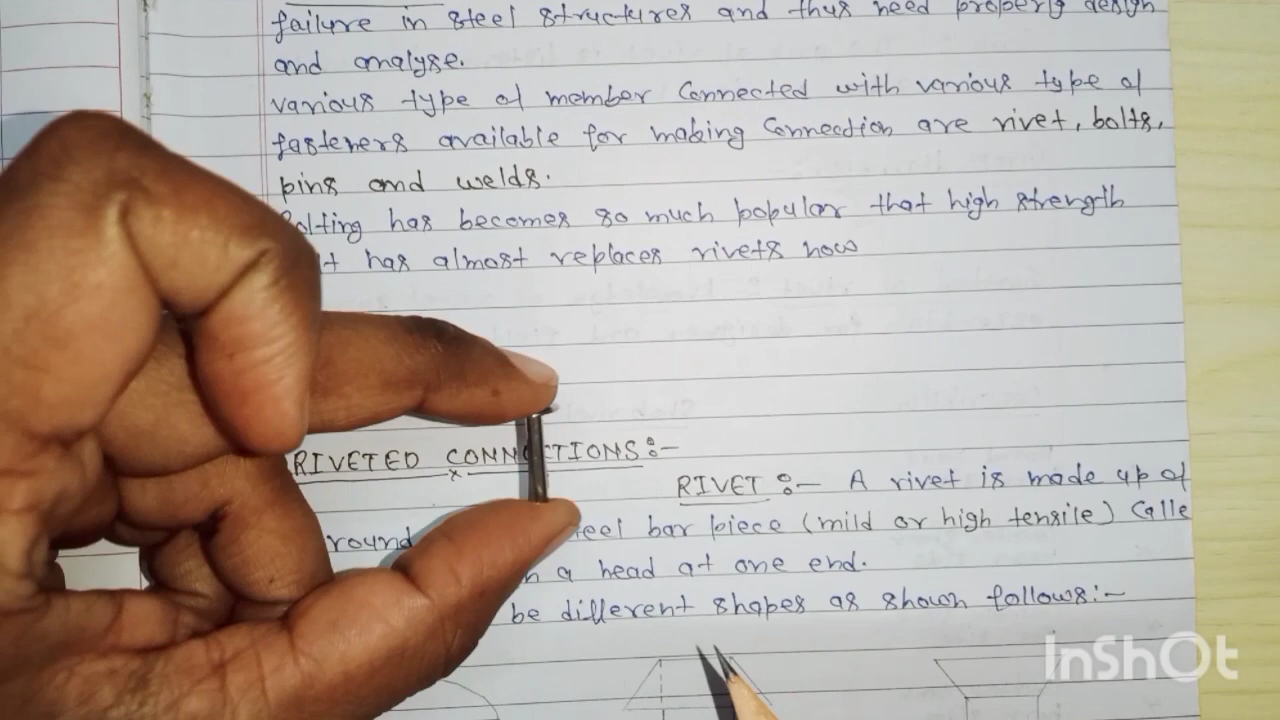 failure in steel structures and thus need properly design
and analyse.
various type of member Connected with various type of
fasteners available for making Connection are rivet, bolts,
pins and welds.
olting has becomes so much popular that high strength
lt has almost replaces rivets now
RIVETED CONNCTIONS:-
RIVET :- A rivet is made up of
round eel bar piece (mild or high tensile) Calle
a head at one end.
be different shapes as shown follows:-
InShOt